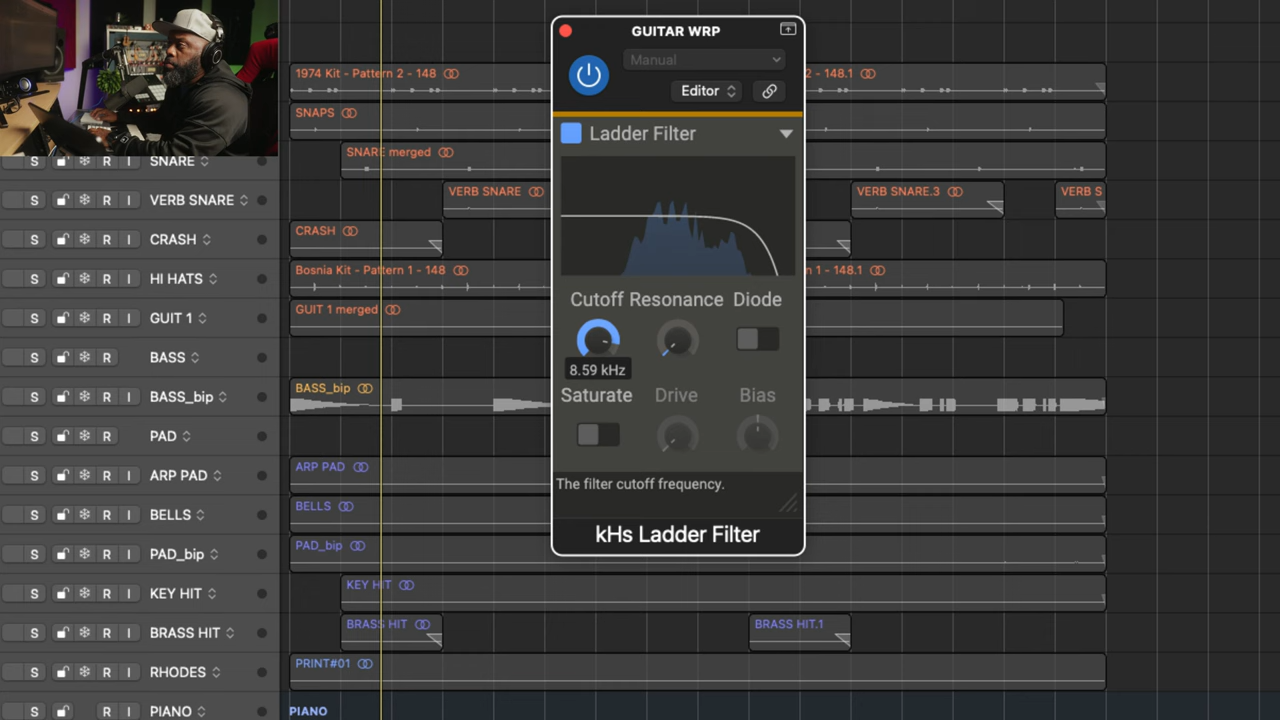 GUITAR WRP
Manual
Editor
Ladder Filter
Cutoff Resonance Diode
8.59 kHz
Saturate Drive Bias
The filter cutoff frequency.
kHs Ladder Filter
1974 Kit - Pattern 2 - 148
2 - 148.1
SNAPS
S SNARE
SNARE merged
S R I VERB SNARE
VERB SNARE
VERB SNARE.3
VERB S
S R I CRASH
CRASH
S R I HI HATS
Bosnia Kit - Pattern 1 - 148
n 1 - 148.1
S R I GUIT 1
GUIT 1 merged
S R BASS
S R I BASS_bip
BASS_bip
S R PAD
S R I ARP PAD
ARP PAD
S R I BELLS
BELLS
S R I PAD_bip
PAD_bip
S R I KEY HIT
KEY HIT
S R I BRASS HIT
BRASS HIT
BRASS HIT.1
S R I RHODES
PRINT#01
S R I PIANO
PIANO